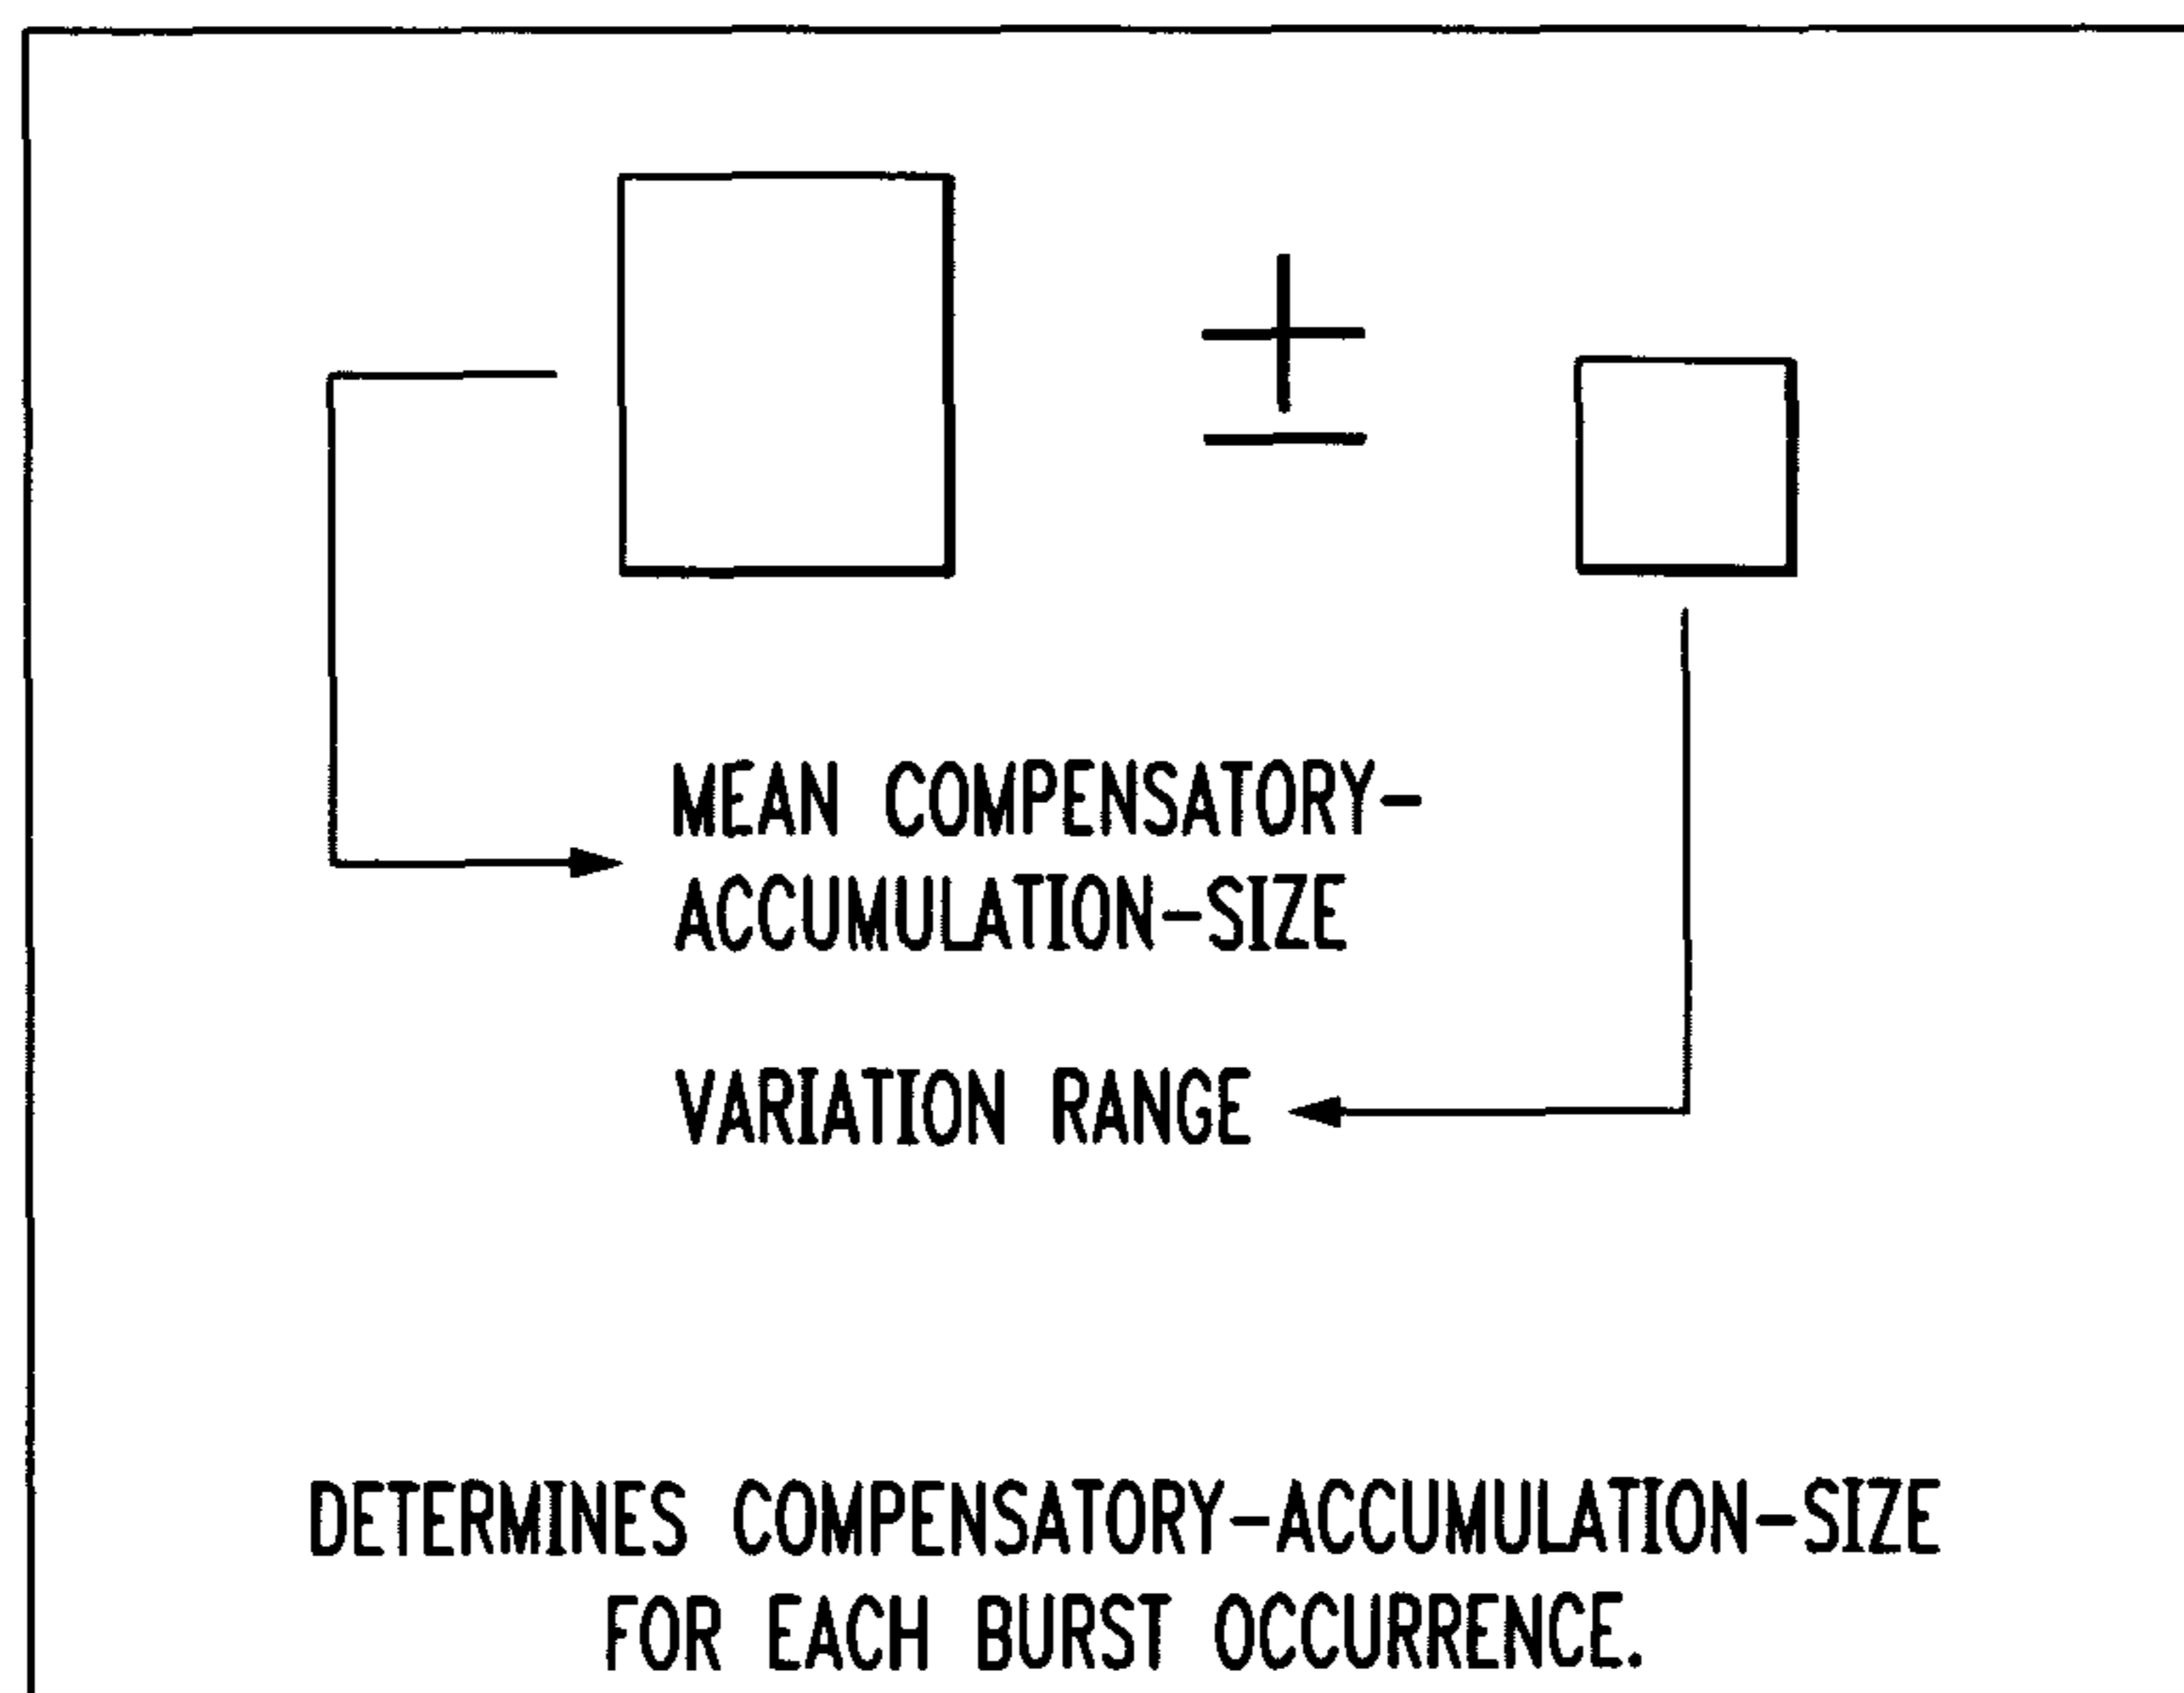 ±
MEAN COMPENSATORY-
ACCUMULATION-SIZE
VARIATION RANGE
DETERMINES COMPENSATORY-ACCUMULATION-SIZE
FOR EACH BURST OCCURRENCE.